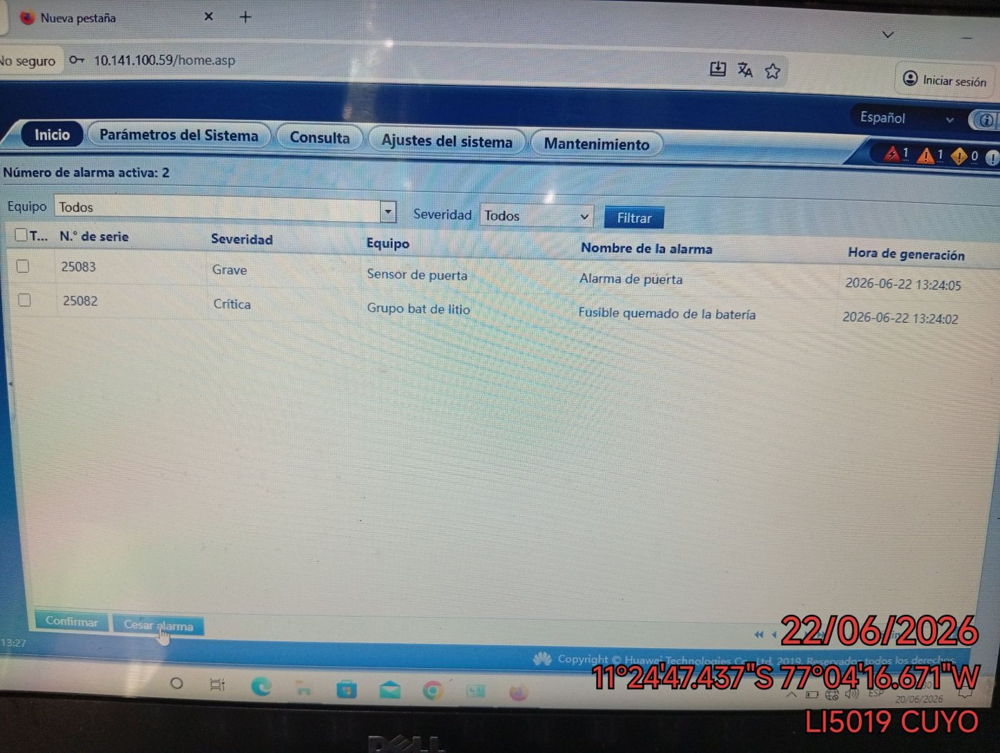 Nueva pestaña
No seguro 10.141.100.59/home.asp
Iniciar sesión
Español
Inicio Parámetros del Sistema Consulta Ajustes del sistema Mantenimiento
1 1 0
Número de alarma activa: 2
Equipo Todos Severidad Todos Filtrar
T... N.° de serie Severidad Equipo Nombre de la alarma Hora de generación
25083 Grave Sensor de puerta Alarma de puerta 2026-06-22 13:24:05
25082 Crítica Grupo bat de litio Fusible quemado de la batería 2026-06-22 13:24:02
Confirmar Cesar alarma
13:27
Copyright © Huawei Technologies Co., Ltd. 2019. Reservados todos los derechos.
ESP
20/06/2026
22/06/2026
11°24'47.437"S 77°04'16.671"W
LI5019 CUYO
DELL